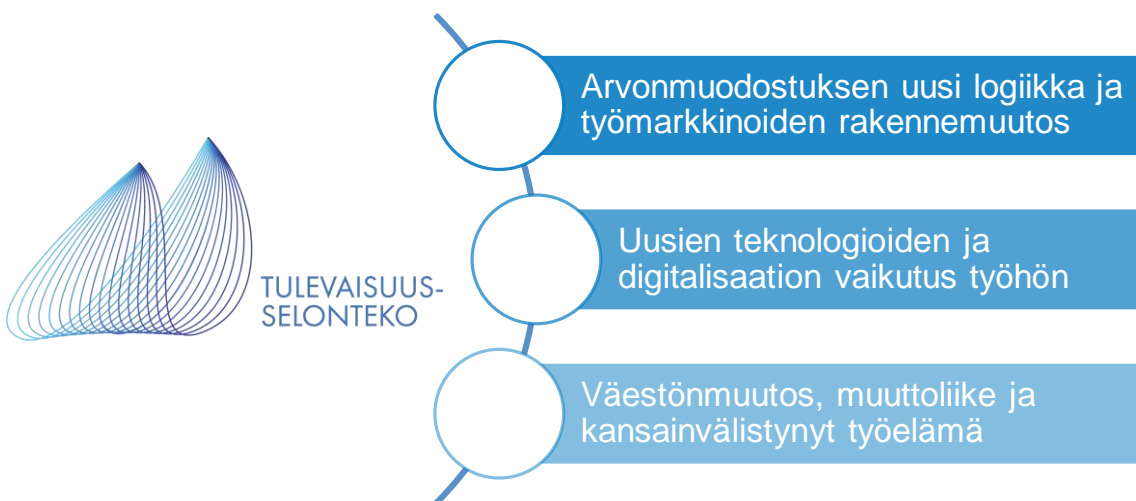 TULEVAISUUS-
SELONTEKO
Arvonmuodostuksen uusi logiikka ja
työmarkkinoiden rakennemuutos
Uusien teknologioiden ja
digitalisaation vaikutus työhön
Väestönmuutos, muuttoliike ja
kansainvälistynyt työelämä